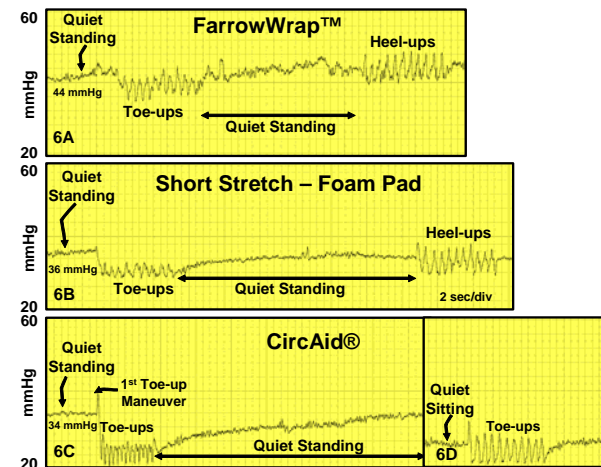 60
Quiet
Standing
FarrowWrap™
Heel-ups
mmHg
44 mmHg
Toe-ups
Quiet Standing
6A
20
60
Quiet
Standing
Short Stretch – Foam Pad
Heel-ups
mmHg
36 mmHg
Toe-ups
Quiet Standing
2 sec/div
6B
20
60
CircAid®
Quiet
Standing
1st Toe-up
Maneuver
mmHg
34 mmHg
Toe-ups
Quiet Standing
6C
20
Quiet
Sitting
Toe-ups
6D